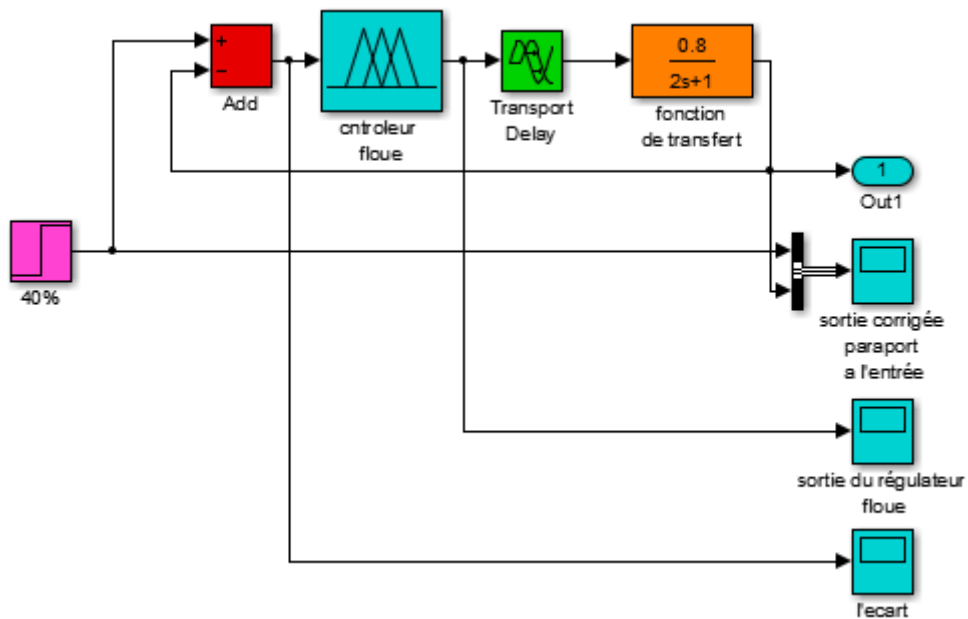 +
−
Add
cntroleur
floue
Transport
Delay
0.8
2s+1
fonction
de transfert
1
Out1
40%
sortie corrigée
paraport
a l'entrée
sortie du régulateur
floue
l'ecart